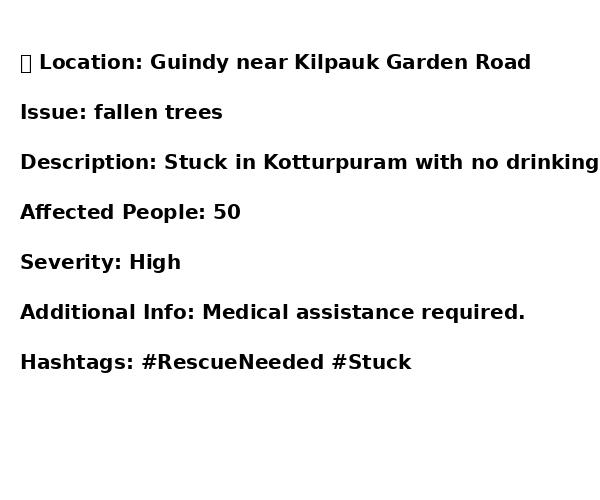 ▯ Location: Guindy near Kilpauk Garden Road
Issue: fallen trees
Description: Stuck in Kotturpuram with no drinking
Affected People: 50
Severity: High
Additional Info: Medical assistance required.
Hashtags: #RescueNeeded #Stuck